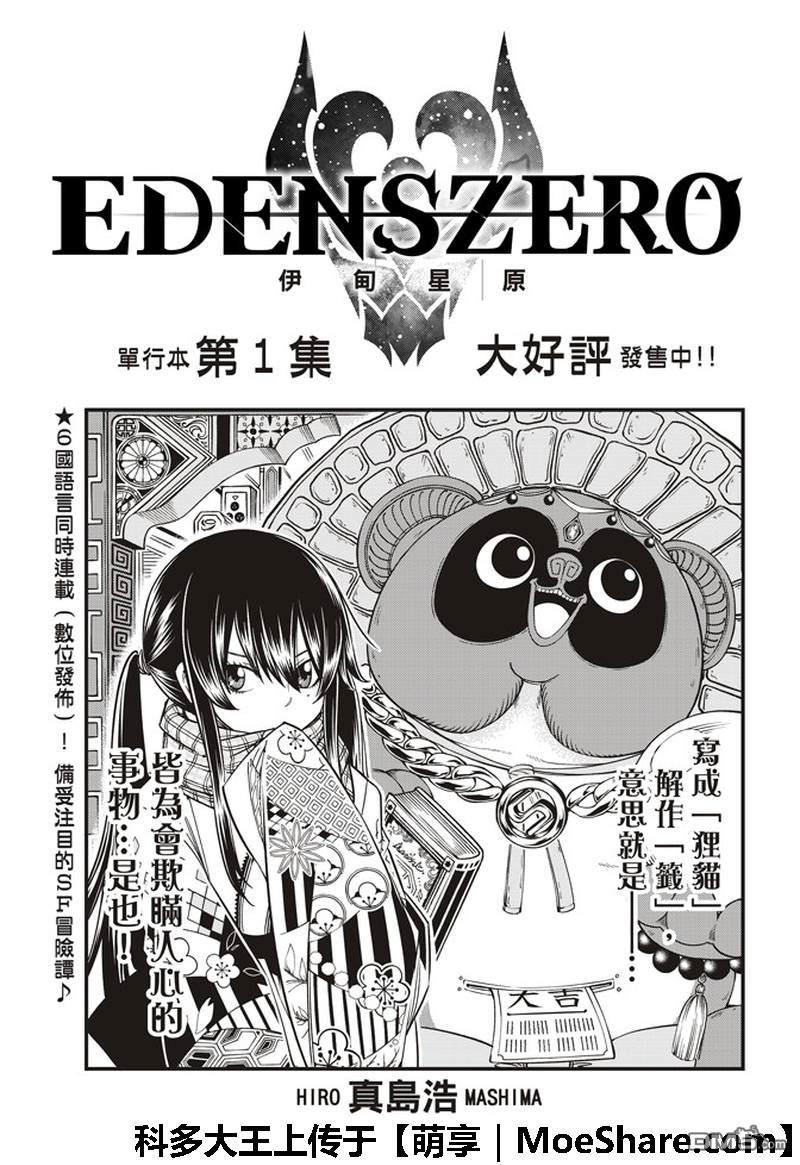 EDENSZERO
伊甸星原
單行本 第1集 大好評 發售中!!
★6國語言同時連載(數位發佈)! 備受注目的SF冒險譚♪
寫成「狸貓」
解作「籤」,
意思就是……
皆為會欺瞞人心的
事物…是也!
大吉
HIRO 真島浩 MASHIMA
科多大王上传于【萌享|MoeShare.Com】